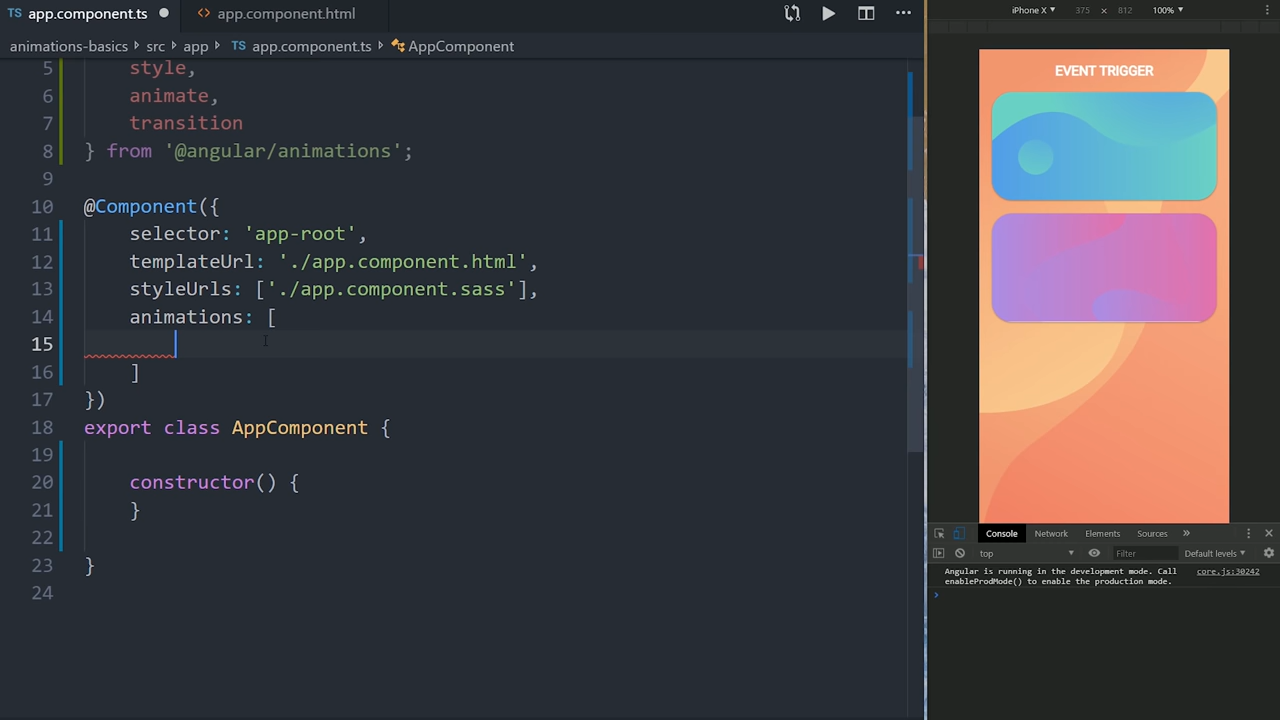 TS app.component.ts ● <> app.component.html
animations-basics › src › app › TS app.component.ts › AppComponent
5 style,
6 animate,
7 transition
8 } from '@angular/animations';
9
10 @Component({
11 selector: 'app-root',
12 templateUrl: './app.component.html',
13 styleUrls: ['./app.component.sass'],
14 animations: [
15
16 ]
17 })
18 export class AppComponent {
19
20 constructor() {
21 }
22
23 }
24
iPhone X ▼ 375 × 812 100% ▼
EVENT TRIGGER
Console Network Elements Sources »
top ▼ Filter Default levels ▼
Angular is running in the development mode. Call core.js:30242
enableProdMode() to enable the production mode.
›